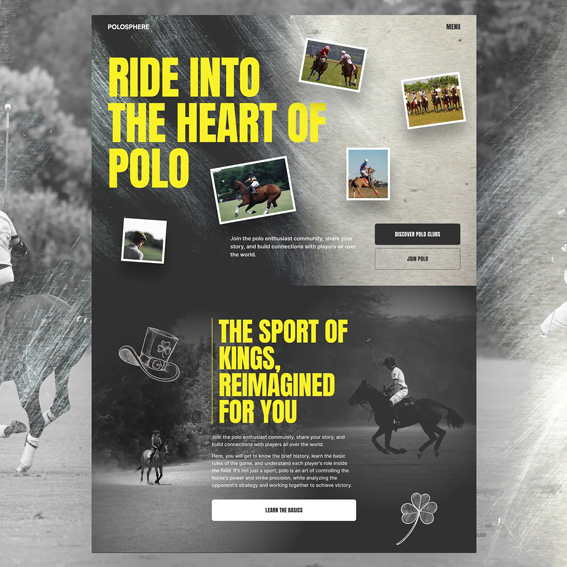 POLOSPHERE
MENU
RIDE INTO
THE HEART OF
POLO
Join the polo enthusiast community, share your
story, and build connections with players all over
the world.
DISCOVER POLO CLUBS
JOIN POLO
THE SPORT OF
KINGS,
REIMAGINED
FOR YOU
Join the polo enthusiast community, share your story, and
build connections with players all over the world.
Here, you will get to know the brief history, learn the basic
rules of the game, and understand each player's role inside
the field. It's not just a sport, polo is an art of controlling the
horse's power and strike precision, while analyzing the
opponent's strategy and working together to achieve victory.
LEARN THE BASICS